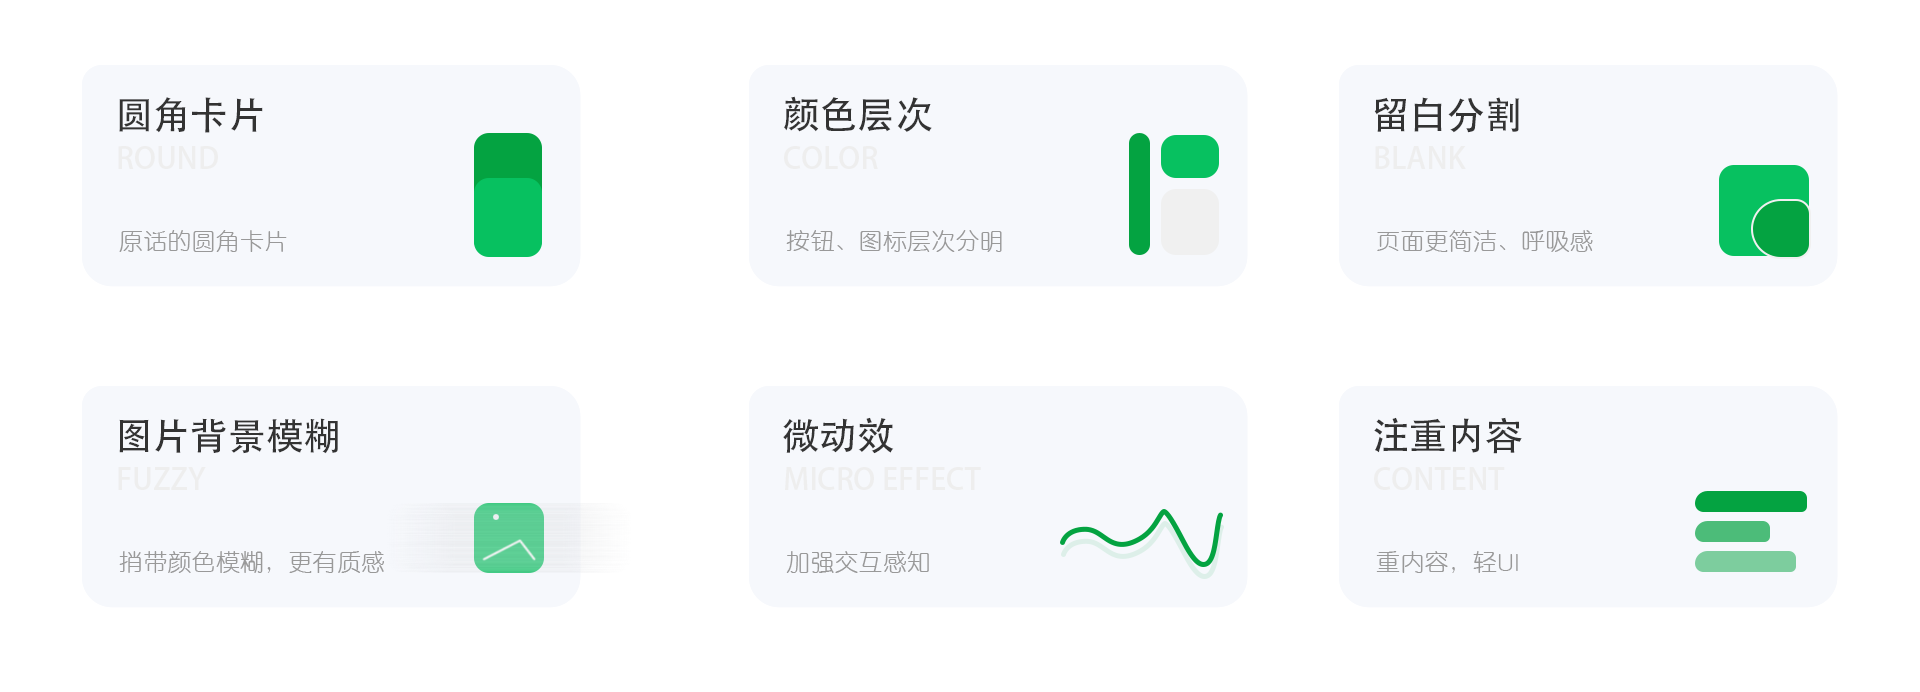 圆角卡片
ROUND
原话的圆角卡片
颜色层次
COLOR
按钮、图标层次分明
留白分割
BLANK
页面更简洁、呼吸感
图片背景模糊
FUZZY
捎带颜色模糊，更有质感
微动效
MICRO EFFECT
加强交互感知
注重内容
CONTENT
重内容，轻UI